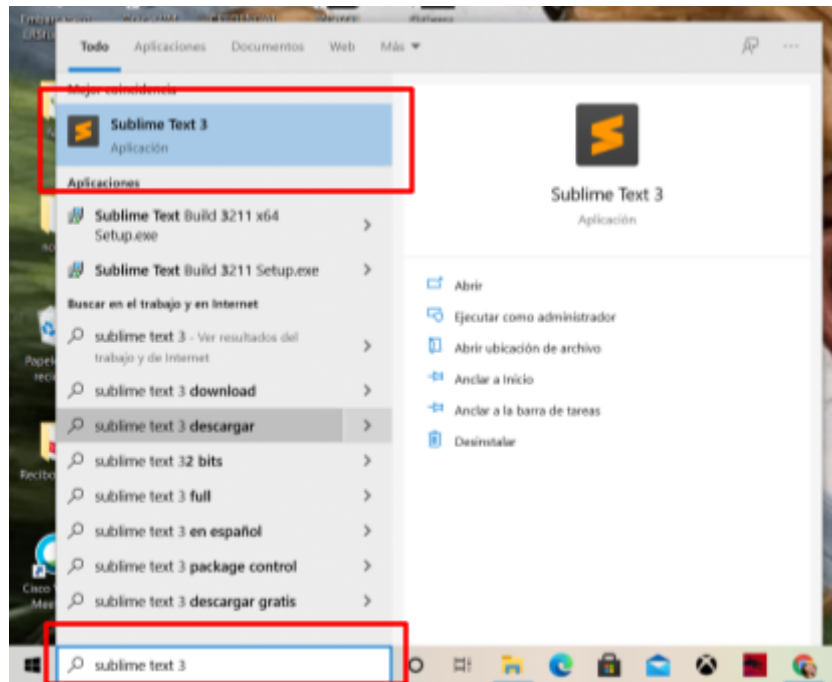 Todo Aplicaciones Documentos Web Más
Mejor coincidencia
Sublime Text 3
Aplicación
Aplicaciones
Sublime Text Build 3211 x64
Setup.exe
Sublime Text Build 3211 Setup.exe
Buscar en el trabajo y en Internet
sublime text 3 - Ver resultados del
trabajo y de Internet
sublime text 3 download
sublime text 3 descargar
sublime text 32 bits
sublime text 3 full
sublime text 3 en español
sublime text 3 package control
sublime text 3 descargar gratis
sublime text 3
Sublime Text 3
Aplicación
Abrir
Ejecutar como administrador
Abrir ubicación de archivo
Anclar a Inicio
Anclar a la barra de tareas
Desinstalar
Cisco